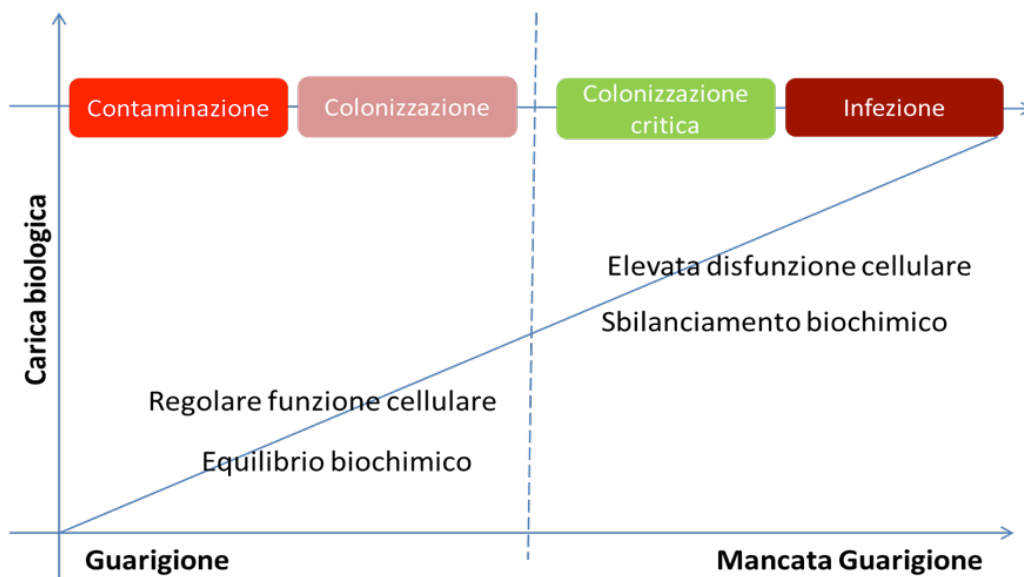 Contaminazione
Colonizzazione
Colonizzazione
critica
Infezione
Carica biologica
Elevata disfunzione cellulare
Sbilanciamento biochimico
Regolare funzione cellulare
Equilibrio biochimico
Guarigione
Mancata Guarigione